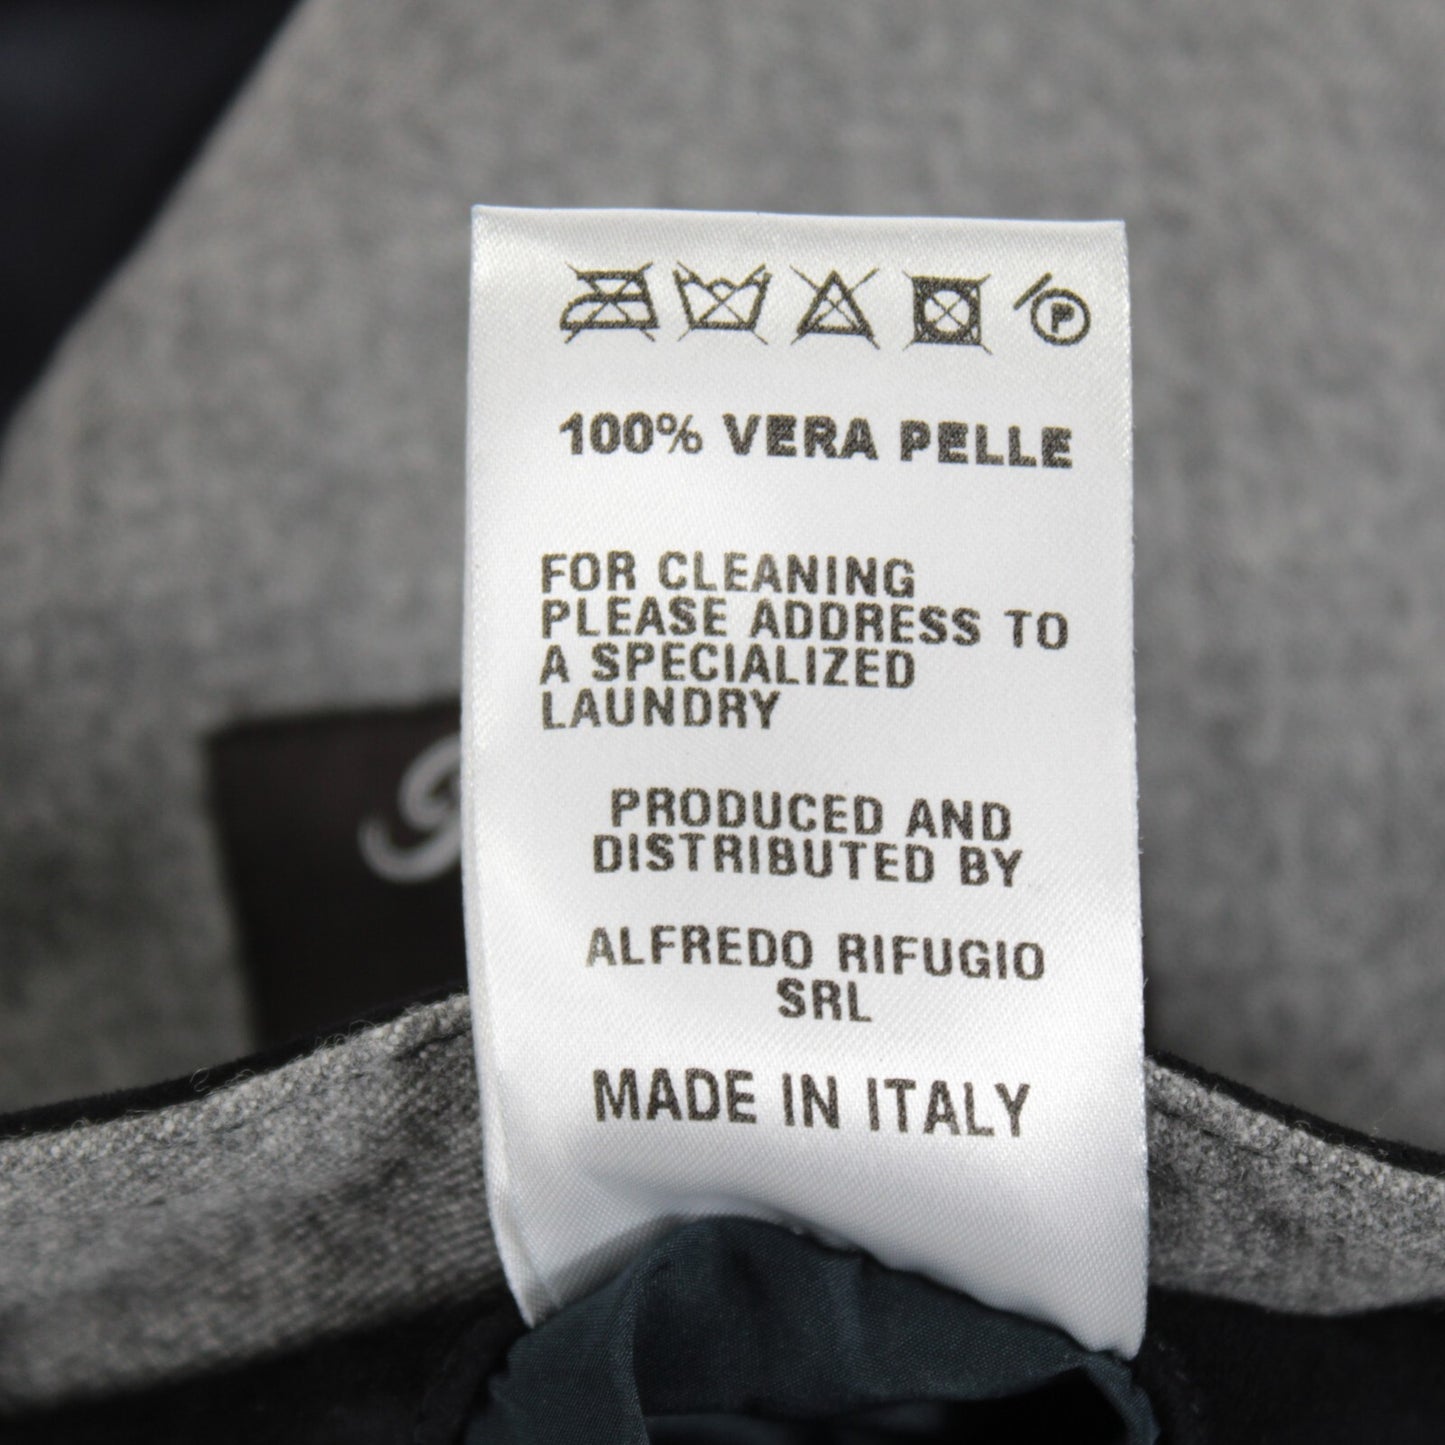 P
100% VERA PELLE
FOR CLEANING
PLEASE ADDRESS TO
A SPECIALIZED
LAUNDRY
PRODUCED AND
DISTRIBUTED BY
ALFREDO RIFUGIO
SRL
MADE IN ITALY